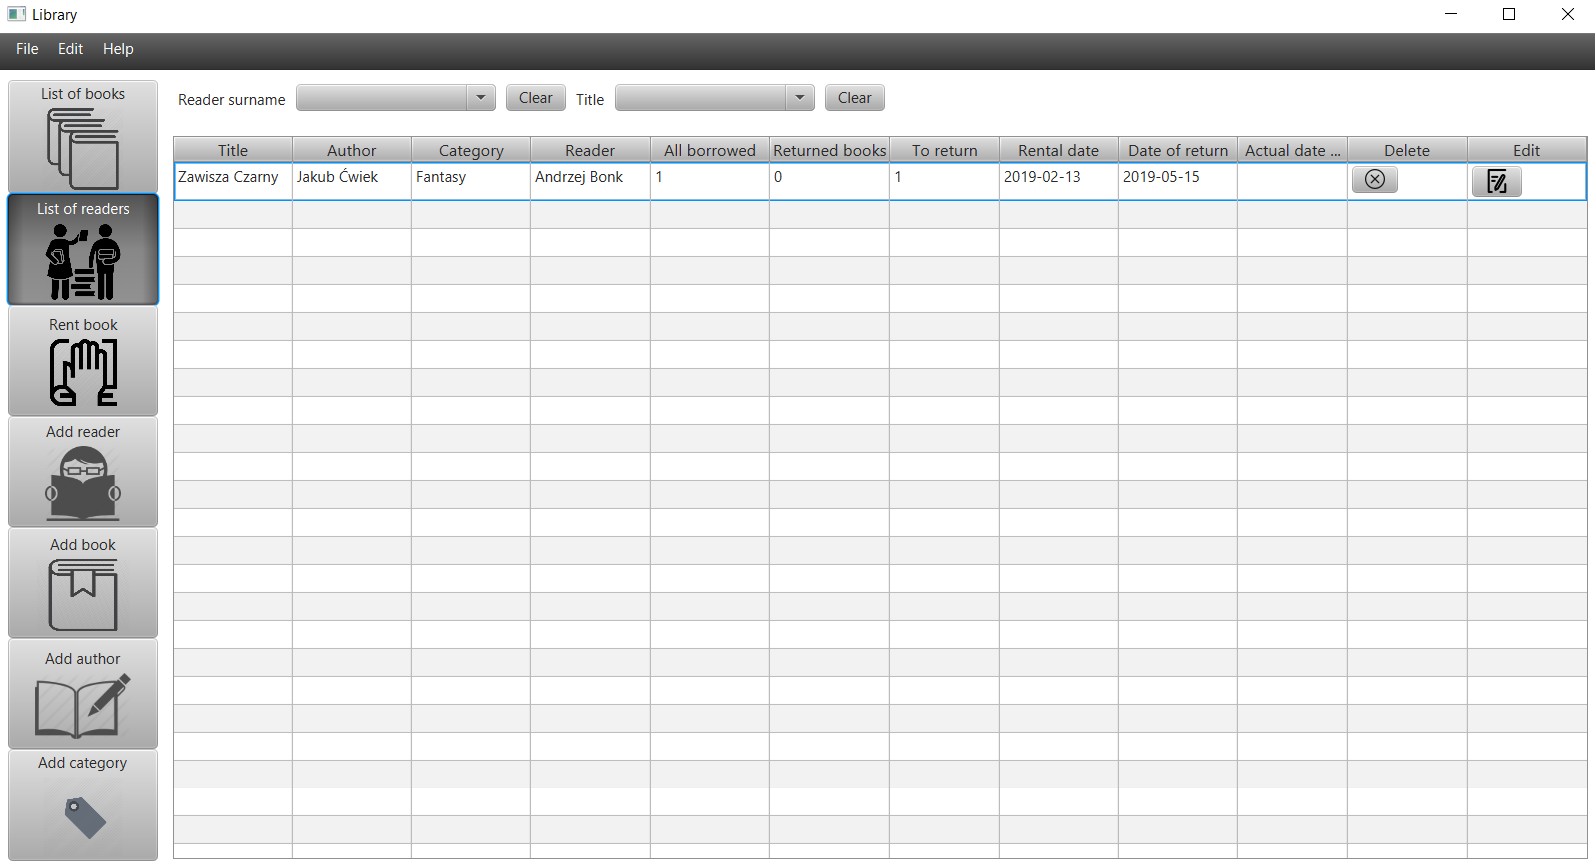 Library
File Edit Help
List of books
List of readers
Rent book
Add reader
Add book
Add author
Add category
Reader surname Clear Title Clear
Title Author Category Reader All borrowed Returned books To return Rental date Date of return Actual date ... Delete Edit
Zawisza Czarny Jakub Ćwiek Fantasy Andrzej Bonk 1 0 1 2019-02-13 2019-05-15